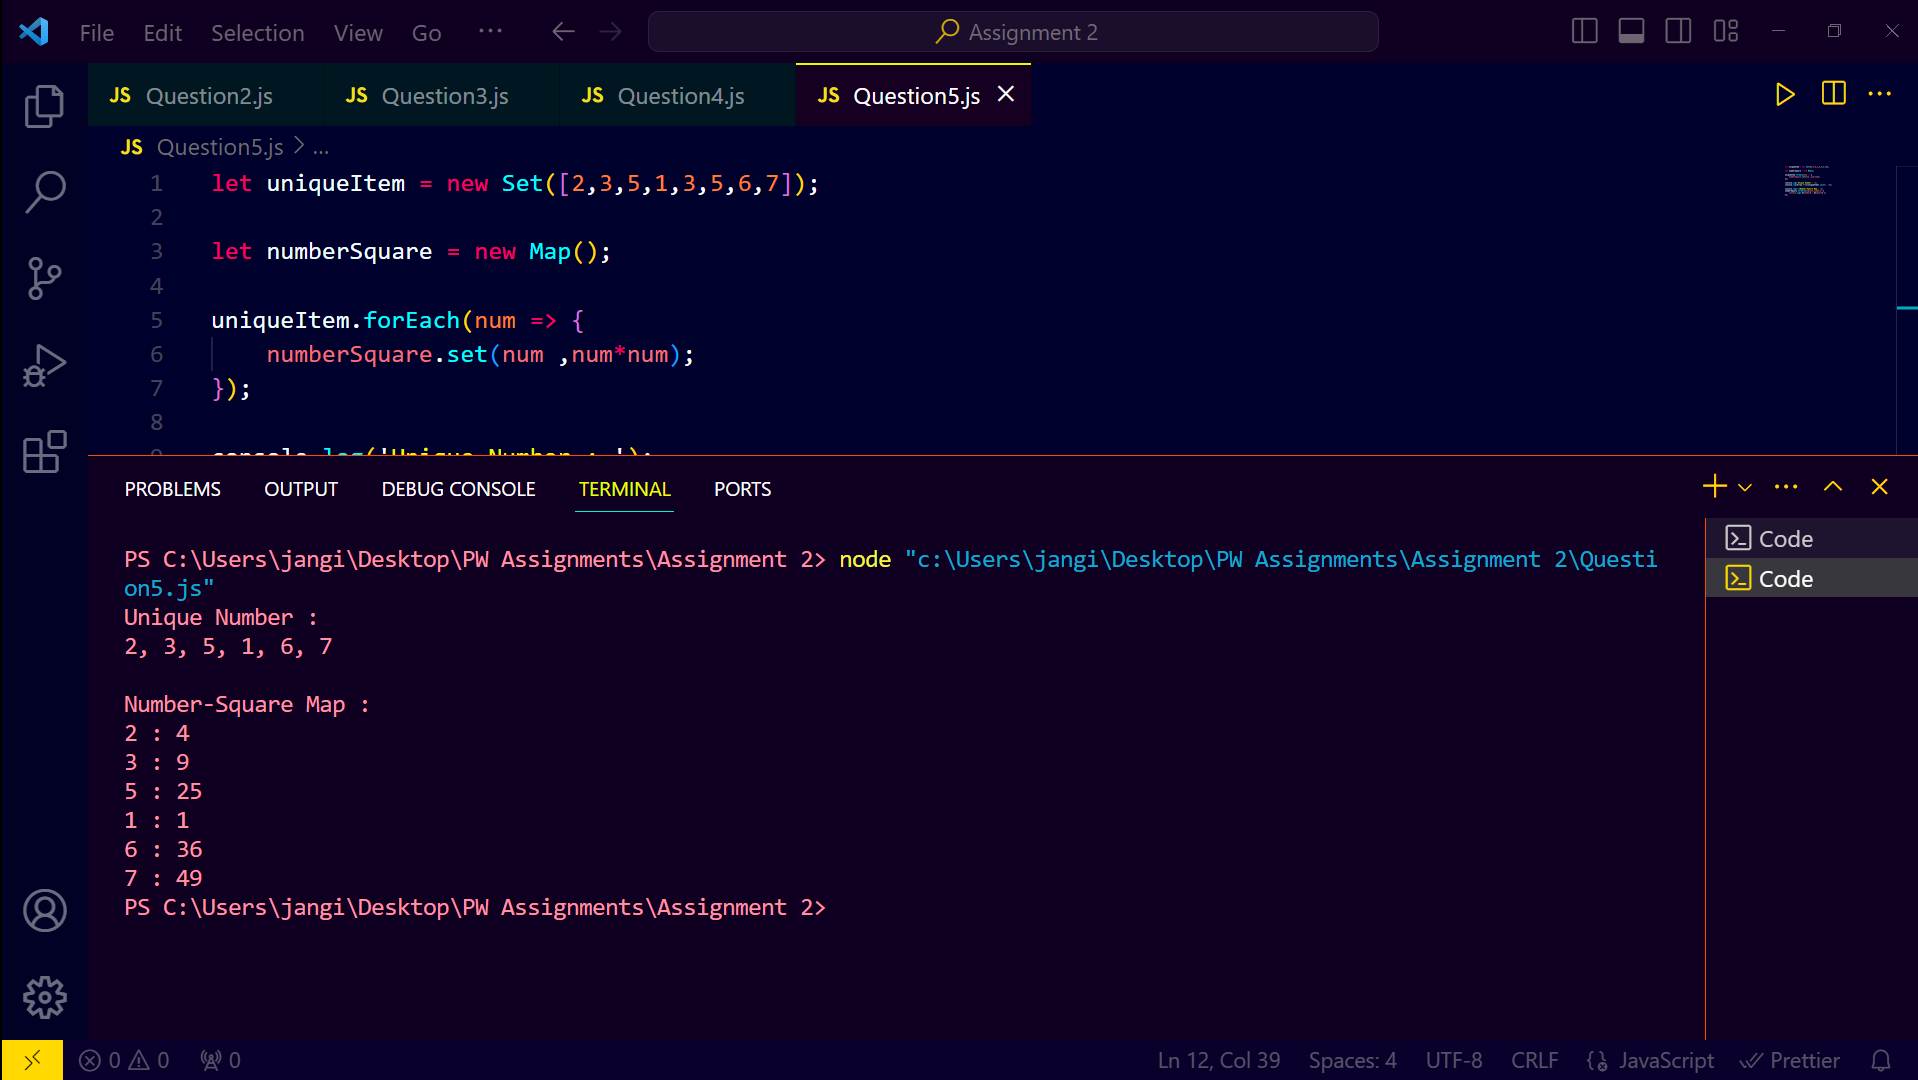 File Edit Selection View Go ··· Assignment 2
JS Question2.js JS Question3.js JS Question4.js JS Question5.js
JS Question5.js > ...
1 let uniqueItem = new Set([2,3,5,1,3,5,6,7]);
2
3 let numberSquare = new Map();
4
5 uniqueItem.forEach(num => {
6 numberSquare.set(num ,num*num);
7 });
8
9 console.log('Unique Number : ');
PROBLEMS OUTPUT DEBUG CONSOLE TERMINAL PORTS
PS C:\Users\jangi\Desktop\PW Assignments\Assignment 2> node "c:\Users\jangi\Desktop\PW Assignments\Assignment 2\Questi
on5.js"
Unique Number :
2, 3, 5, 1, 6, 7
Number-Square Map :
2 : 4
3 : 9
5 : 25
1 : 1
6 : 36
7 : 49
PS C:\Users\jangi\Desktop\PW Assignments\Assignment 2>
Code
Code
0 0 0 Ln 12, Col 39 Spaces: 4 UTF-8 CRLF JavaScript Prettier